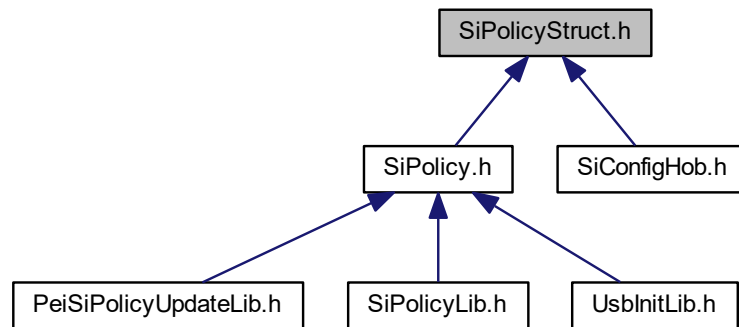 SiPolicyStruct.h
SiPolicy.h
SiConfigHob.h
PeiSiPolicyUpdateLib.h
SiPolicyLib.h
UsbInitLib.h